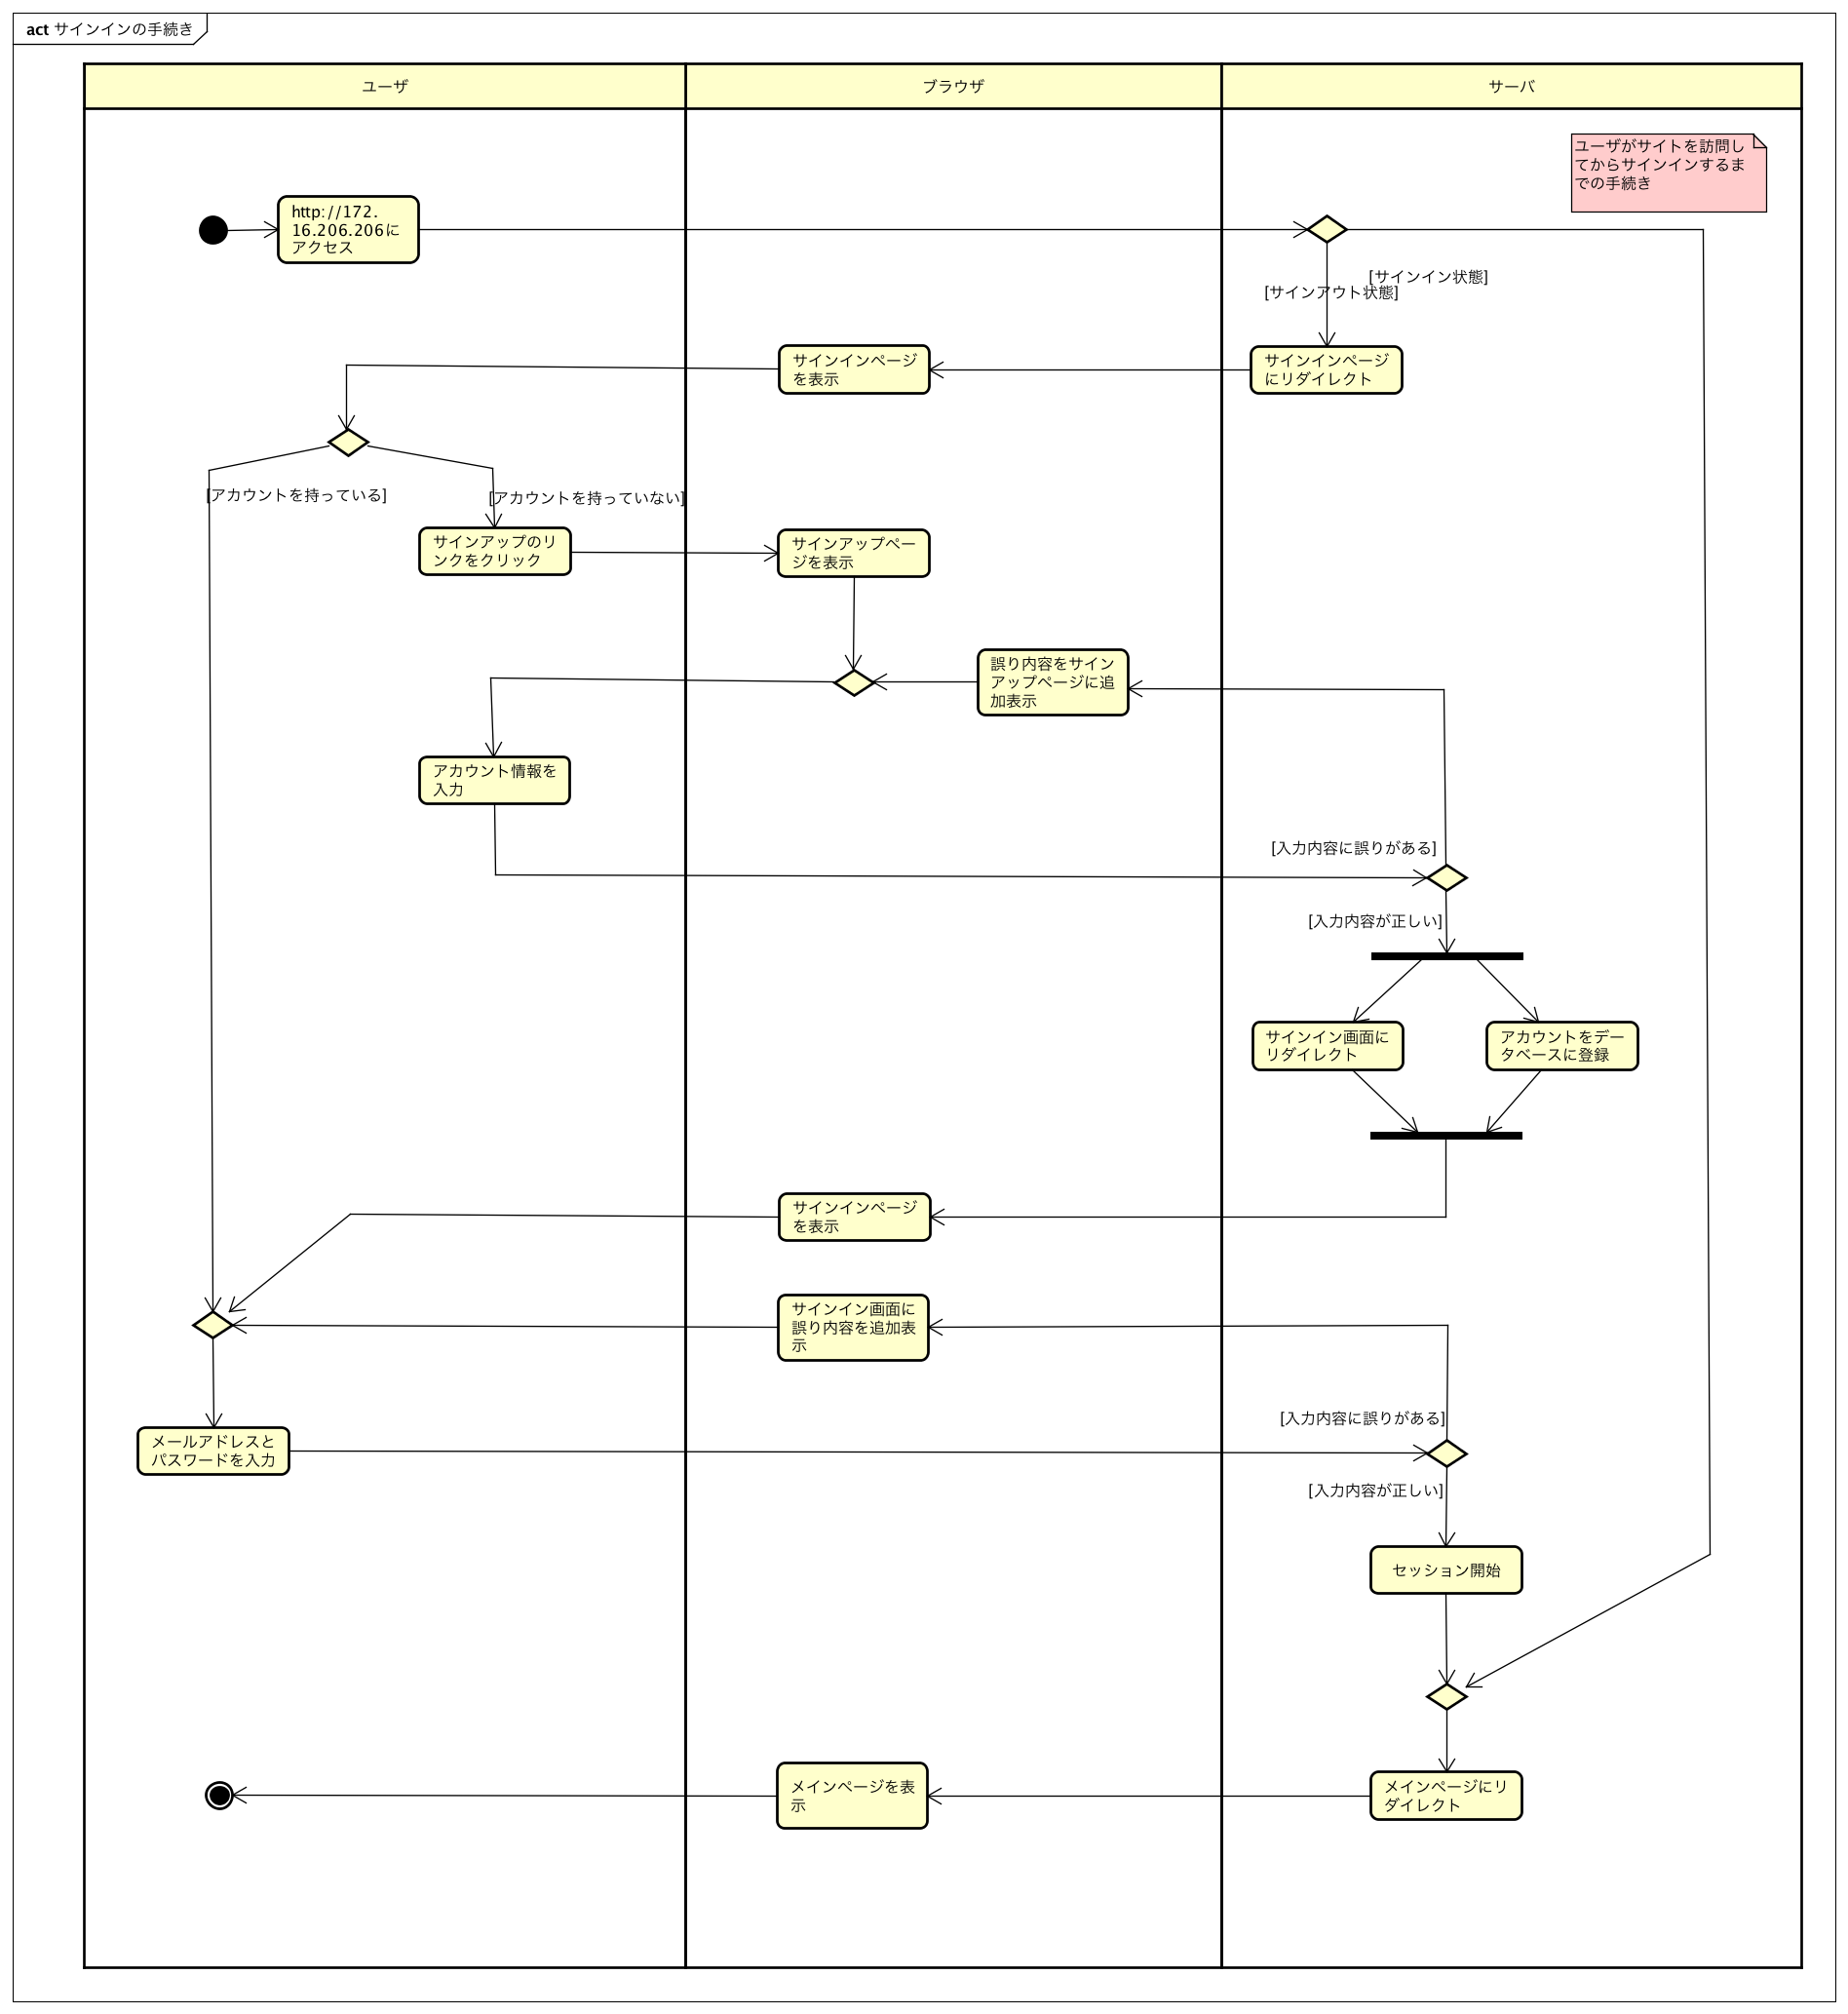 act サインインの手続き
ユーザ
ブラウザ
サーバ
ユーザがサイトを訪問し
てからサインインするま
での手続き
http://172.
16.206.206に
アクセス
[サインイン状態]
[サインアウト状態]
サインインページ
を表示
サインインページ
にリダイレクト
[アカウントを持っている]
[アカウントを持っていない]
サインアップのリ
ンクをクリック
サインアップペー
ジを表示
誤り内容をサイン
アップページに追
加表示
アカウント情報を
入力
[入力内容に誤りがある]
[入力内容が正しい]
サインイン画面に
リダイレクト
アカウントをデー
タベースに登録
サインインページ
を表示
サインイン画面に
誤り内容を追加表
示
[入力内容に誤りがある]
メールアドレスと
パスワードを入力
[入力内容が正しい]
セッション開始
メインページを表
示
メインページにリ
ダイレクト